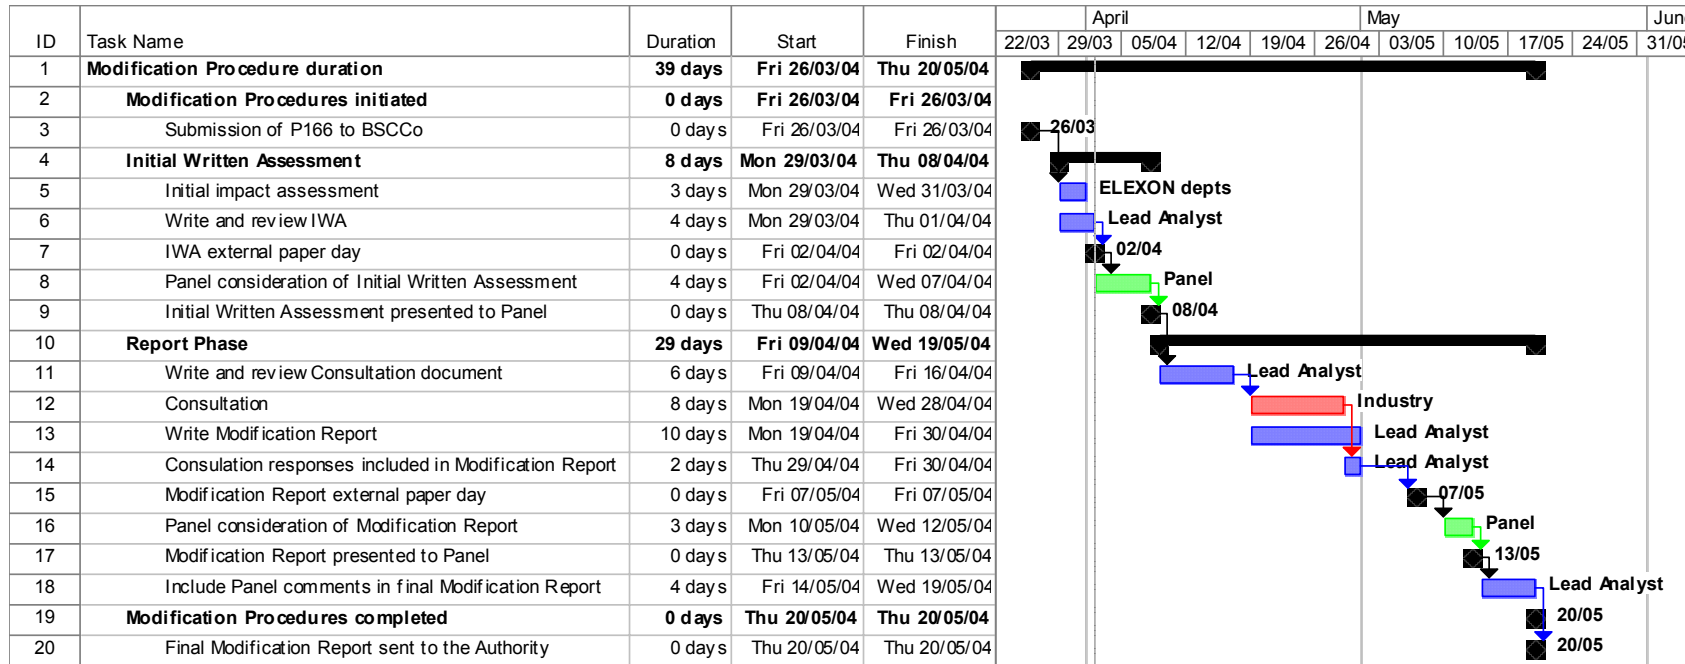 April May Jun
ID Task Name Duration Start Finish 22/03 29/03 05/04 12/04 19/04 26/04 03/05 10/05 17/05 24/05 31/05
1 Modification Procedure duration 39 days Fri 26/03/04 Thu 20/05/04
2 Modification Procedures initiated 0 days Fri 26/03/04 Fri 26/03/04
3 Submission of P166 to BSCCo 0 days Fri 26/03/04 Fri 26/03/04 26/03
4 Initial Written Assessment 8 days Mon 29/03/04 Thu 08/04/04
5 Initial impact assessment 3 days Mon 29/03/04 Wed 31/03/04 ELEXON depts
6 Write and review IWA 4 days Mon 29/03/04 Thu 01/04/04 Lead Analyst
7 IWA external paper day 0 days Fri 02/04/04 Fri 02/04/04 02/04
8 Panel consideration of Initial Written Assessment 4 days Fri 02/04/04 Wed 07/04/04 Panel
9 Initial Written Assessment presented to Panel 0 days Thu 08/04/04 Thu 08/04/04 08/04
10 Report Phase 29 days Fri 09/04/04 Wed 19/05/04
11 Write and review Consultation document 6 days Fri 09/04/04 Fri 16/04/04 Lead Analyst
12 Consultation 8 days Mon 19/04/04 Wed 28/04/04 Industry
13 Write Modification Report 10 days Mon 19/04/04 Fri 30/04/04 Lead Analyst
14 Consulation responses included in Modification Report 2 days Thu 29/04/04 Fri 30/04/04 Lead Analyst
15 Modification Report external paper day 0 days Fri 07/05/04 Fri 07/05/04 07/05
16 Panel consideration of Modification Report 3 days Mon 10/05/04 Wed 12/05/04 Panel
17 Modification Report presented to Panel 0 days Thu 13/05/04 Thu 13/05/04 13/05
18 Include Panel comments in final Modification Report 4 days Fri 14/05/04 Wed 19/05/04 Lead Analyst
19 Modification Procedures completed 0 days Thu 20/05/04 Thu 20/05/04 20/05
20 Final Modification Report sent to the Authority 0 days Thu 20/05/04 Thu 20/05/04 20/05